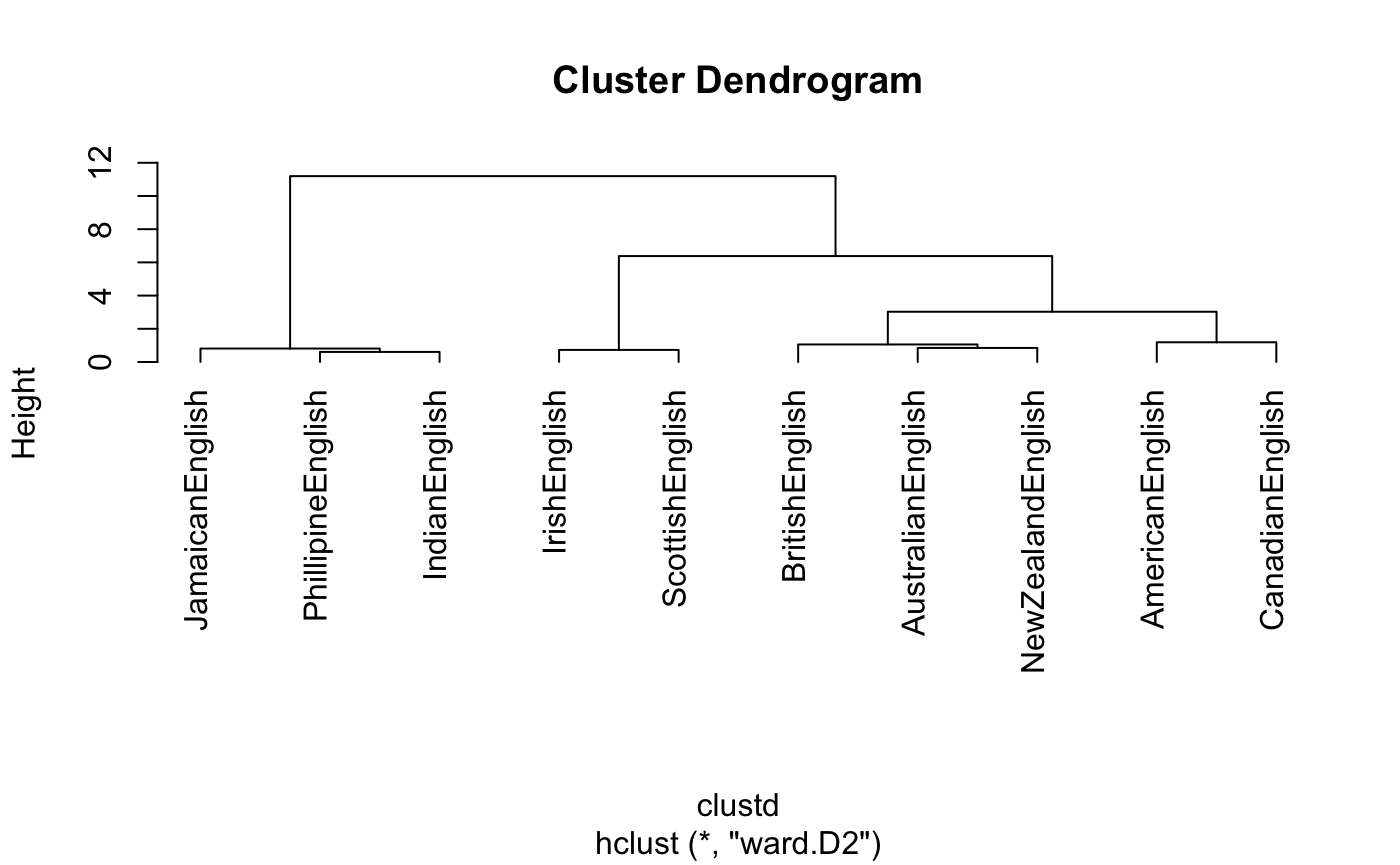 Cluster Dendrogram
12
8
4
0
Height
JamaicanEnglish
PhillipineEnglish
IndianEnglish
IrishEnglish
ScottishEnglish
BritishEnglish
AustralianEnglish
NewZealandEnglish
AmericanEnglish
CanadianEnglish
clustd
hclust (*, "ward.D2")